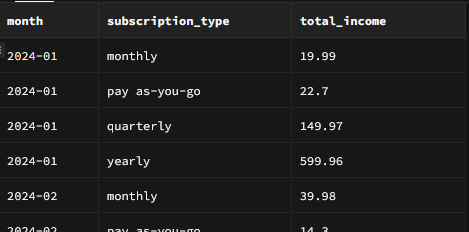 month subscription_type total_income
2024-01 monthly 19.99
2024-01 pay as-you-go 22.7
2024-01 quarterly 149.97
2024-01 yearly 599.96
2024-02 monthly 39.98
2024-02 pay as-you-go 14.3